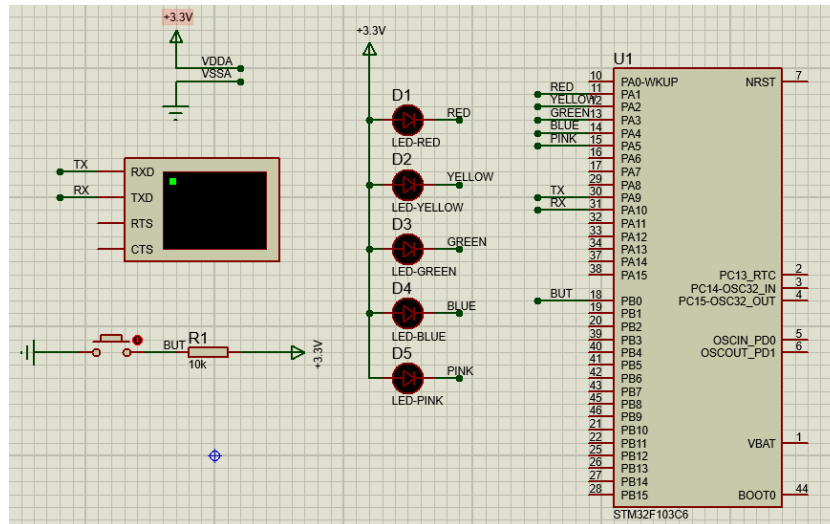 +3.3V
VDDA
VSSA
TX
RXD
RX
TXD
RTS
CTS
BUT
R1
10k
+3.3V
+3.3V
D1
RED
LED-RED
D2
YELLOW
LED-YELLOW
D3
GREEN
LED-GREEN
D4
BLUE
LED-BLUE
D5
PINK
LED-PINK
U1
10 PA0-WKUP NRST 7
RED 11 PA1
YELLOW 12 PA2
GREEN 13 PA3
BLUE 14 PA4
PINK 15 PA5
16 PA6
17 PA7
29 PA8
TX 30 PA9
RX 31 PA10
32 PA11
33 PA12
34 PA13
37 PA14
38 PA15 PC13_RTC 2
PC14-OSC32_IN 3
BUT 18 PB0 PC15-OSC32_OUT 4
19 PB1
20 PB2
39 PB3 OSCIN_PD0 5
40 PB4 OSCOUT_PD1 6
41 PB5
42 PB6
43 PB7
45 PB8
46 PB9
21 PB10
22 PB11 VBAT 1
25 PB12
26 PB13
27 PB14
28 PB15 BOOT0 44
STM32F103C6